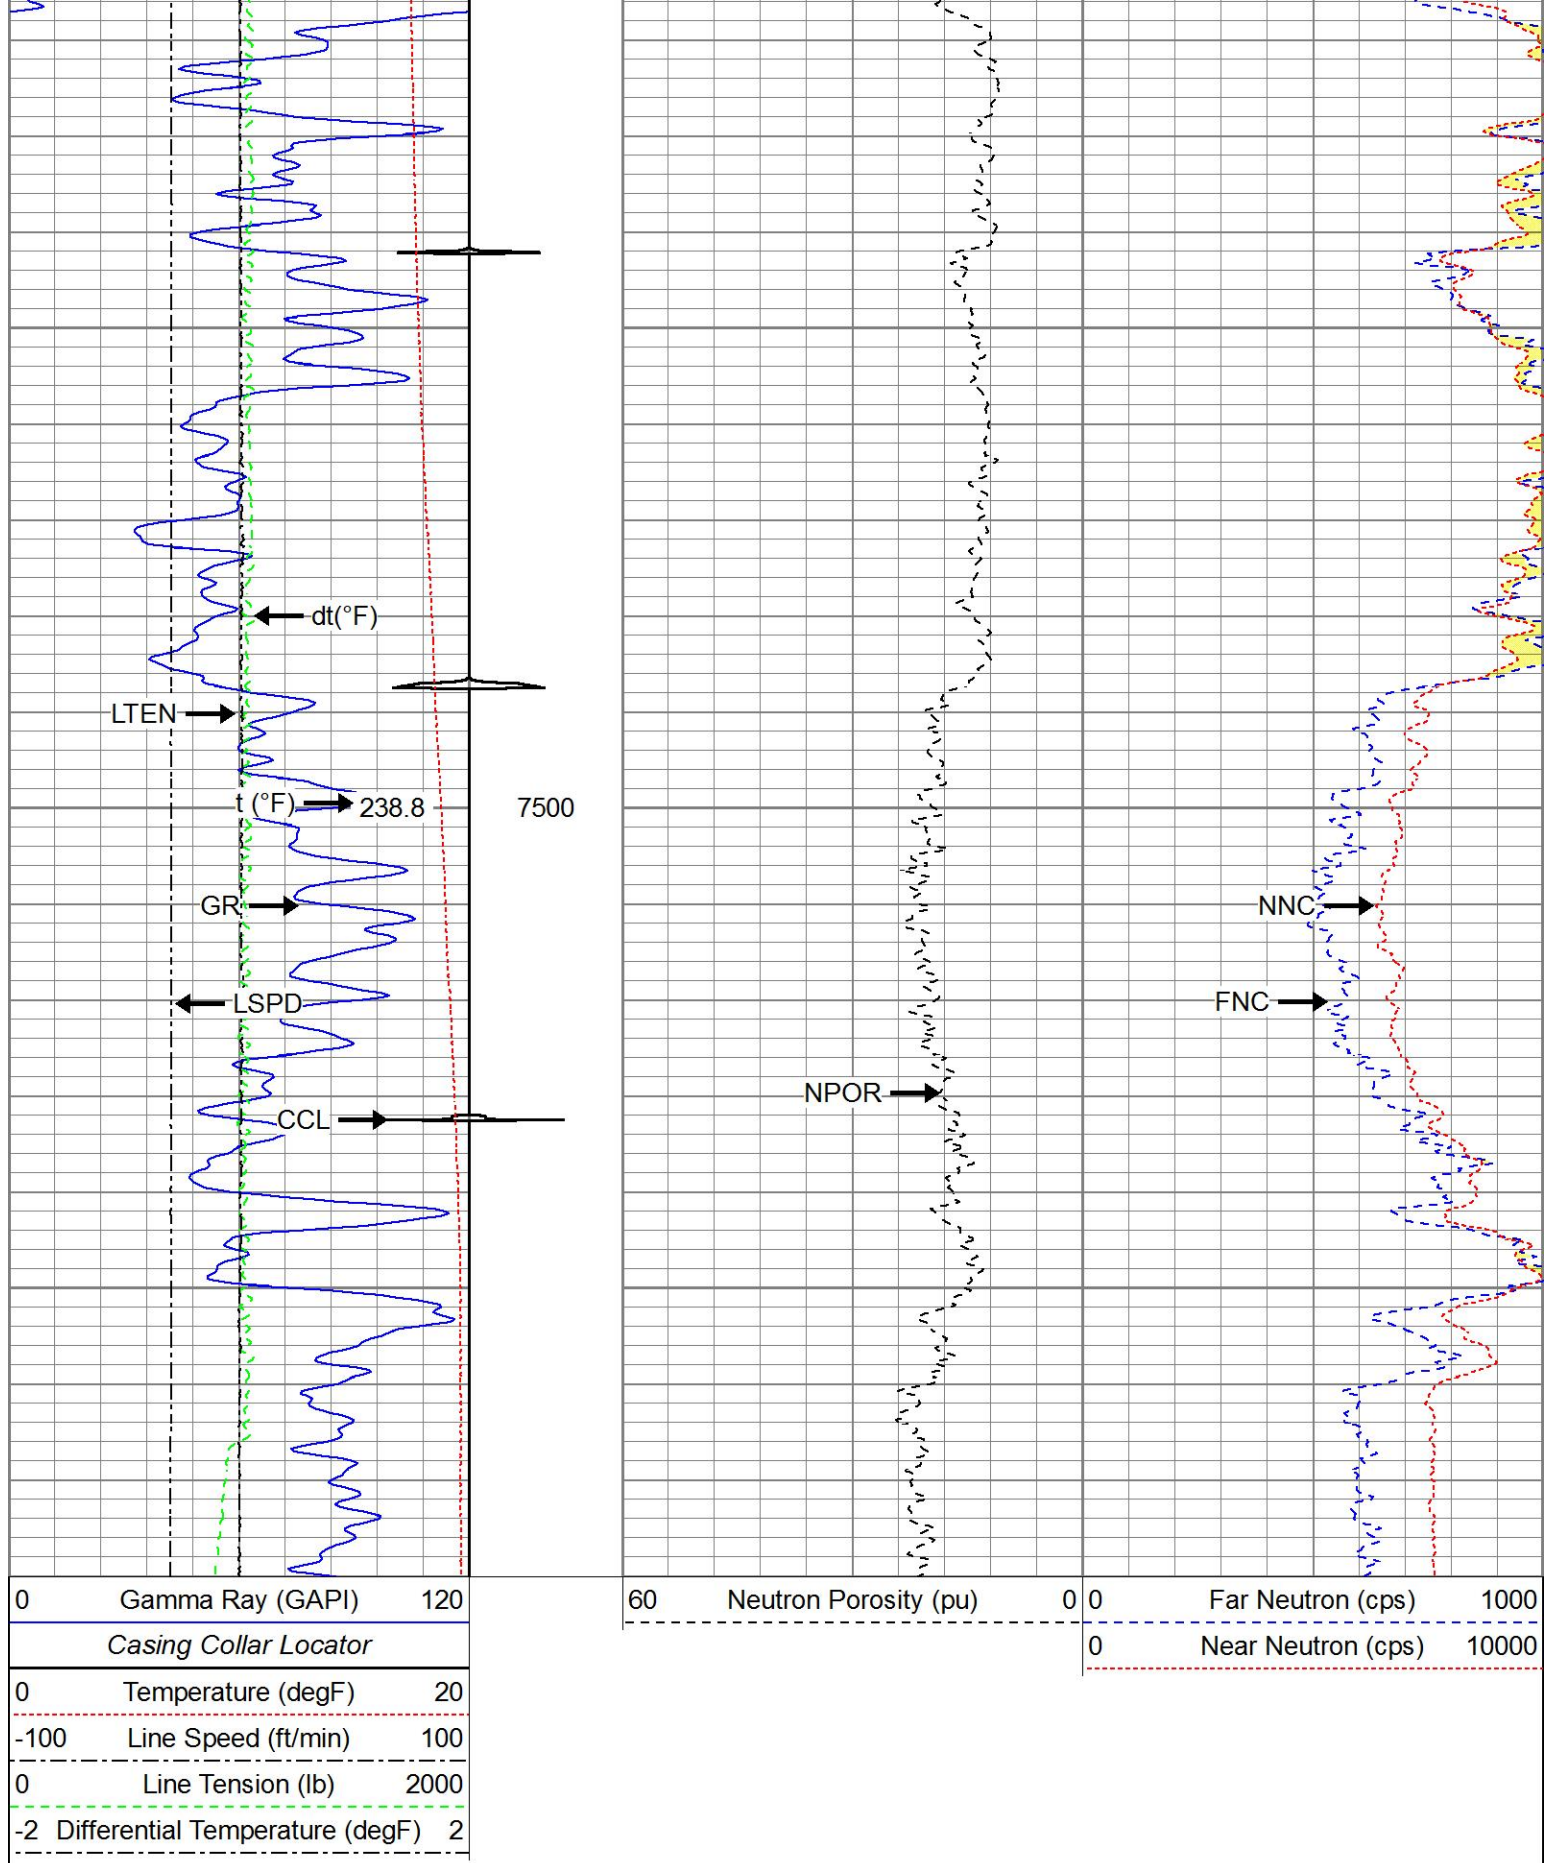 dt(°F)
LTEN
t (°F) 238.8 7500
GR
NNC
LSPD
FNC
NPOR
CCL
0 Gamma Ray (GAPI) 120
60 Neutron Porosity (pu) 0
0 Far Neutron (cps) 1000
Casing Collar Locator
0 Near Neutron (cps) 10000
0 Temperature (degF) 20
-100 Line Speed (ft/min) 100
0 Line Tension (lb) 2000
-2 Differential Temperature (degF) 2